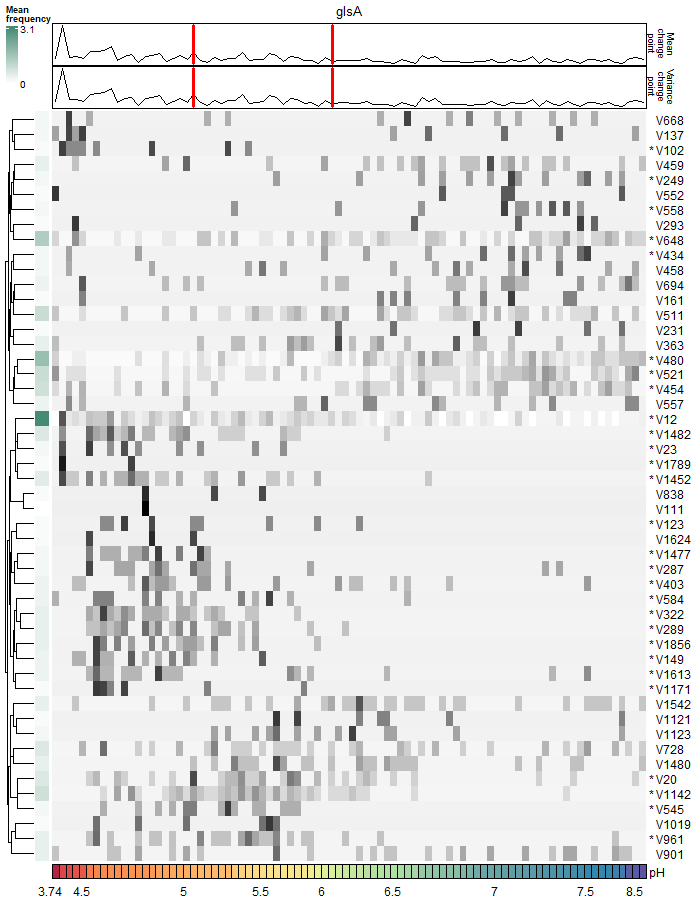 Mean
frequency
3.1
0
glsA
Mean
change
point
Variance
change
point
V668
V137
* V102
V459
* V249
V552
* V558
V293
* V648
* V434
V458
V694
V161
V511
V231
V363
* V480
* V521
* V454
V557
* V12
* V1482
* V23
* V1789
* V1452
V838
V111
* V123
V1624
* V1477
* V287
* V403
* V584
* V322
* V289
* V1856
* V149
* V1613
* V1171
V1542
V1121
V1123
V728
V1480
* V20
* V1142
* V545
V1019
* V961
V901
pH
3.74 4.5 5 5.5 6 6.5 7 7.5 8.5